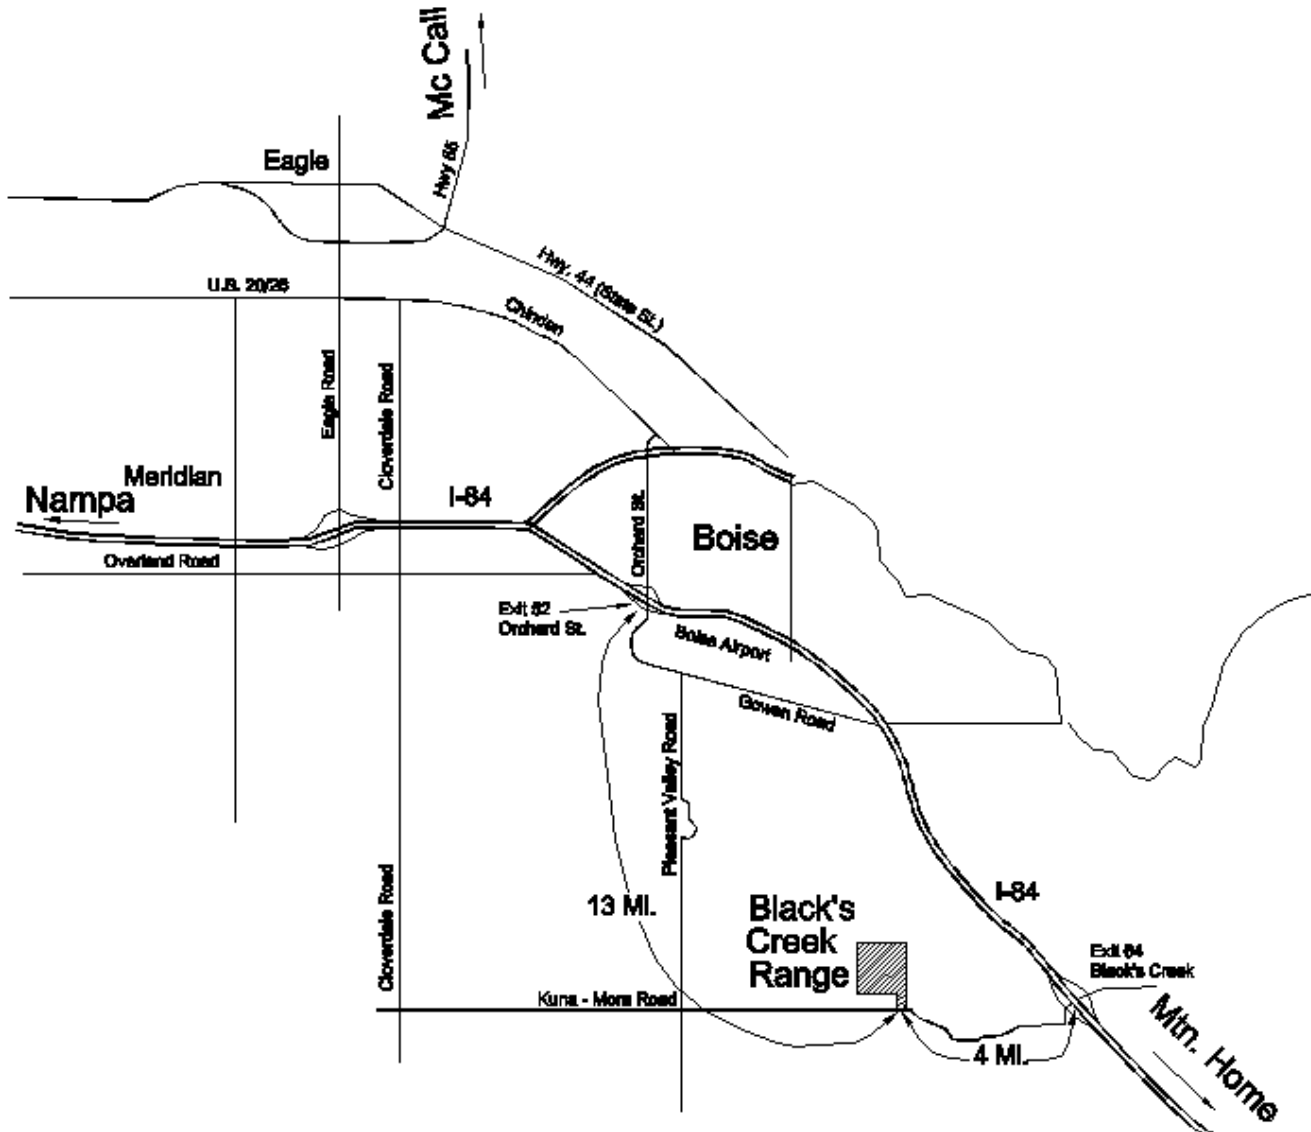 Mc Call
Eagle
Hwy 55
Hwy. 44 (State St.)
U.S. 20/26
Chinden
Eagle Road
Cloverdale Road
Meridian
Nampa
I-84
Orchard St.
Boise
Overland Road
Exit 52
Orchard St.
Boise Airport
Gowen Road
Pleasant Valley Road
Cloverdale Road
13 MI.
Black's
Creek
Range
I-84
Exit 64
Black's Creek
Kuna - Mora Road
4 MI.
Mtn. Home